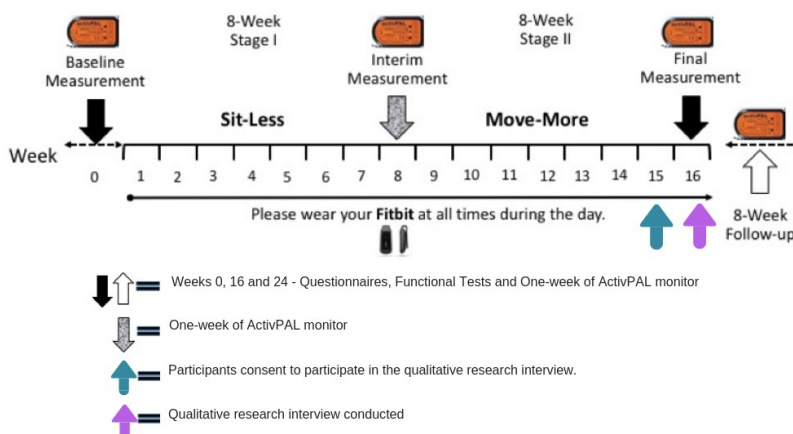 8-Week
Stage I
8-Week
Stage II
Baseline
Measurement
Interim
Measurement
Final
Measurement
Sit-Less
Move-More
Week
0 1 2 3 4 5 6 7 8 9 10 11 12 13 14 15 16
Please wear your Fitbit at all times during the day.
8-Week
Follow-up
Weeks 0, 16 and 24 - Questionnaires, Functional Tests and One-week of ActivPAL monitor
One-week of ActivPAL monitor
Participants consent to participate in the qualitative research interview.
Qualitative research interview conducted